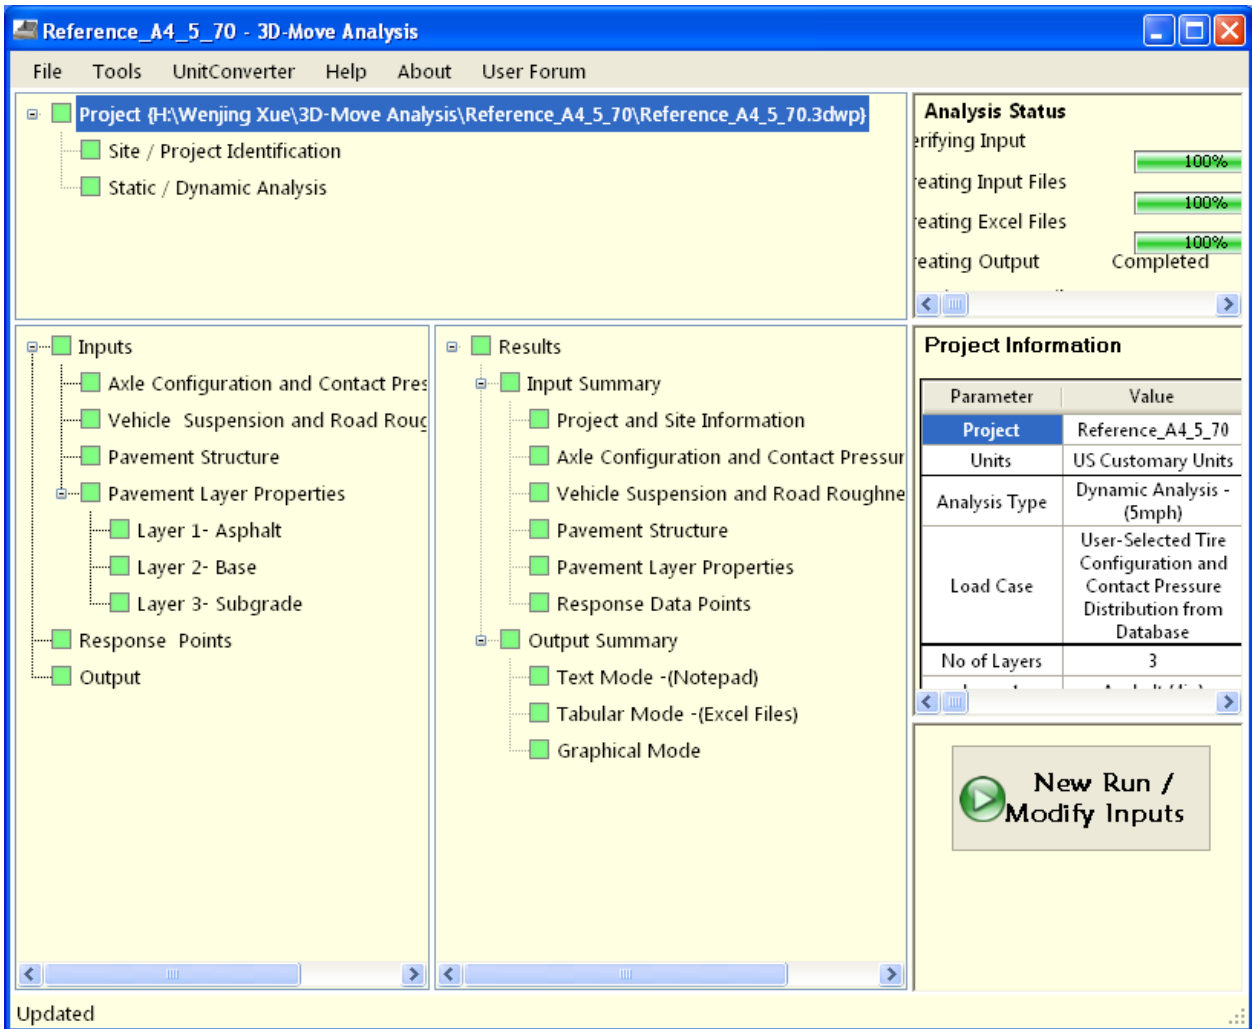 Reference_A4_5_70 - 3D-Move Analysis
File Tools UnitConverter Help About User Forum
Project {H:\Wenjing Xue\3D-Move Analysis\Reference_A4_5_70\Reference_A4_5_70.3dwp}
Site / Project Identification
Static / Dynamic Analysis
Analysis Status
erifying Input
100%
reating Input Files
100%
reating Excel Files
100%
reating Output Completed
Inputs
Axle Configuration and Contact Pres
Vehicle Suspension and Road Roug
Pavement Structure
Pavement Layer Properties
Layer 1- Asphalt
Layer 2- Base
Layer 3- Subgrade
Response Points
Output
Results
Input Summary
Project and Site Information
Axle Configuration and Contact Pressur
Vehicle Suspension and Road Roughne
Pavement Structure
Pavement Layer Properties
Response Data Points
Output Summary
Text Mode -(Notepad)
Tabular Mode -(Excel Files)
Graphical Mode
Project Information
Parameter Value
Project Reference_A4_5_70
Units US Customary Units
Analysis Type Dynamic Analysis -
(5mph)
Load Case User-Selected Tire
Configuration and
Contact Pressure
Distribution from
Database
No of Layers 3
New Run /
Modify Inputs
Updated